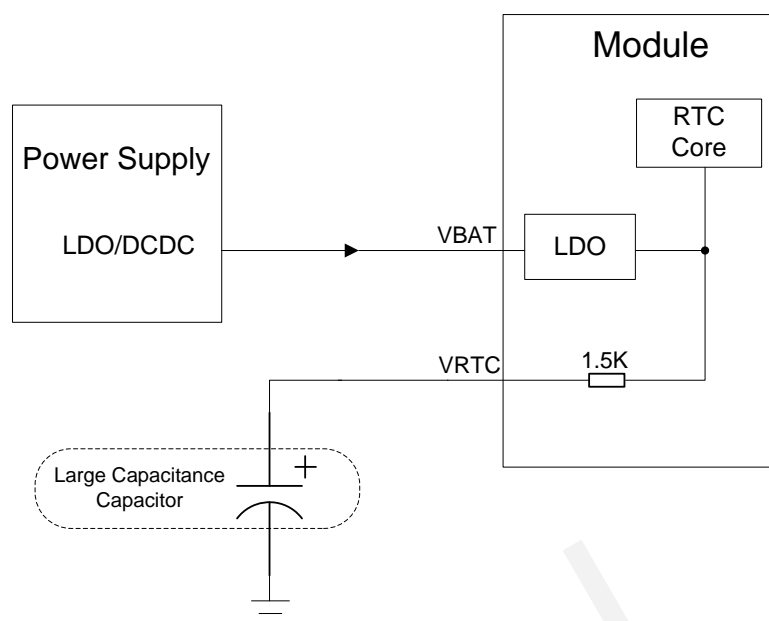 Module
RTC
Core
Power Supply
LDO/DCDC
VBAT
LDO
VRTC
1.5K
Large Capacitance
Capacitor
+